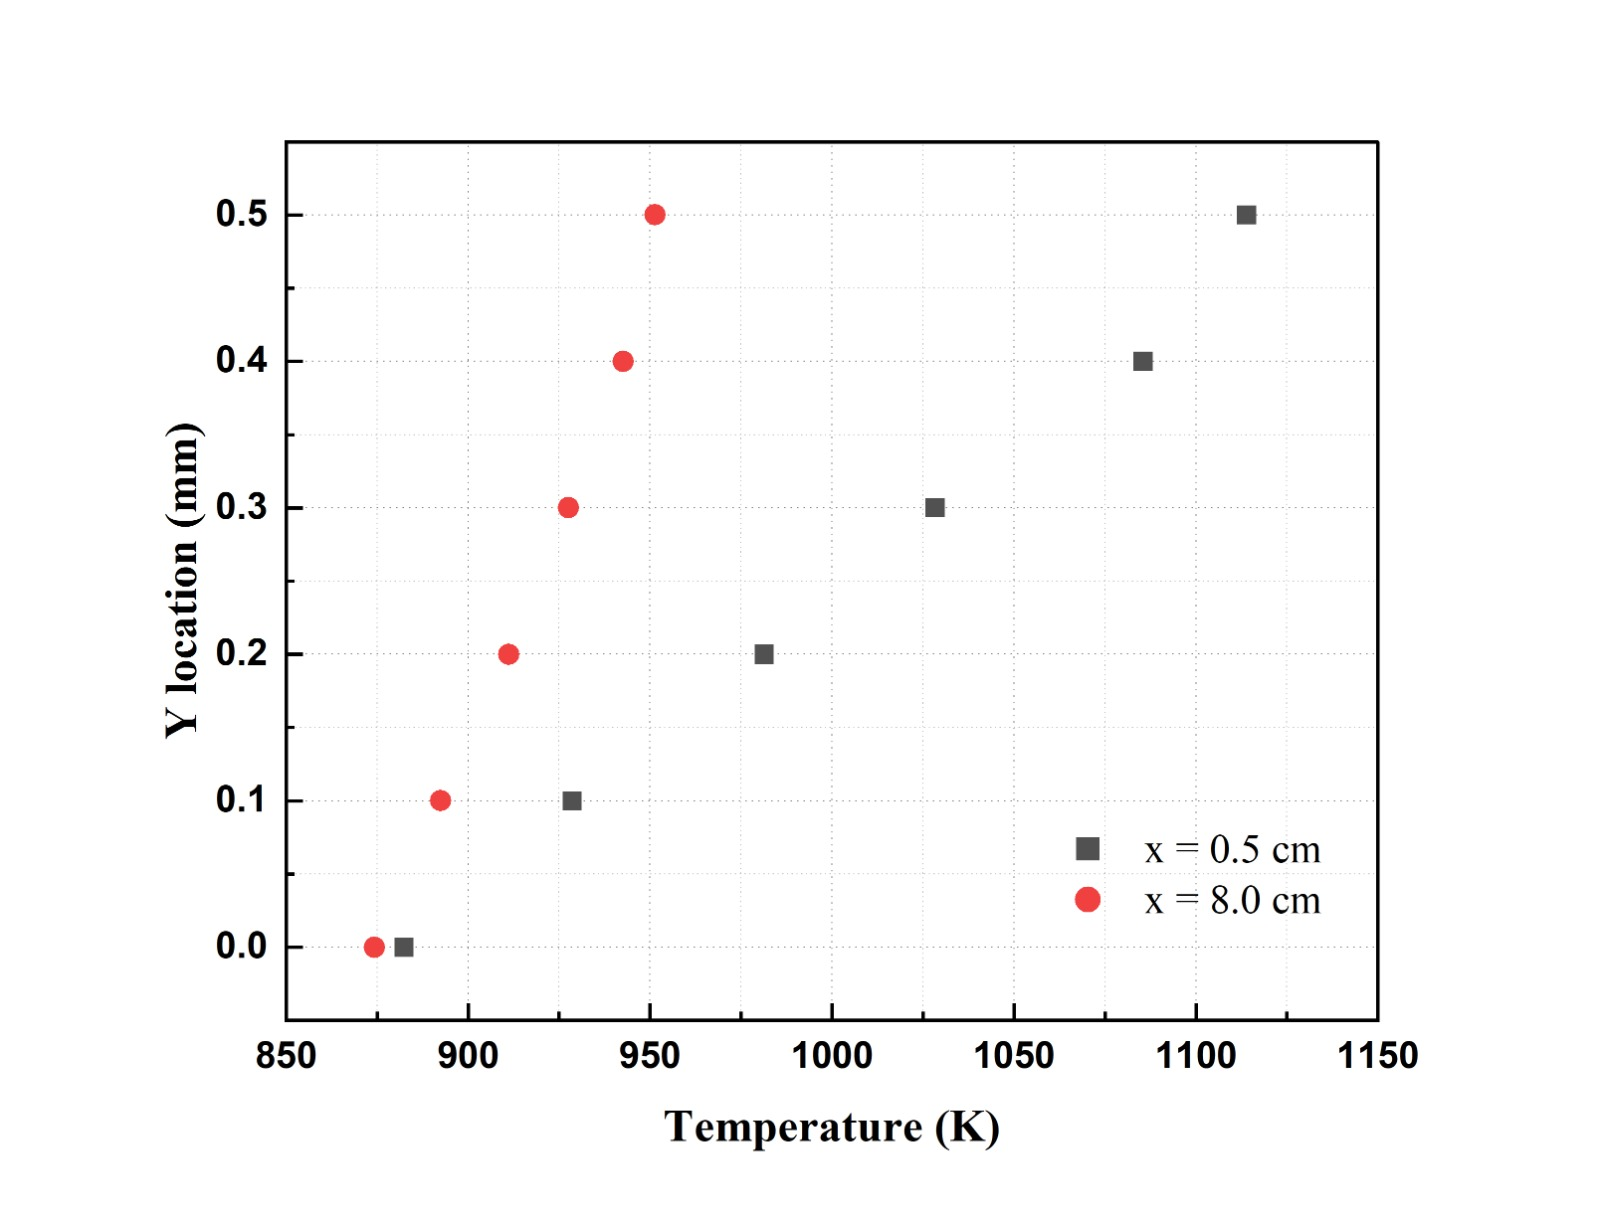 0.5
0.4
0.3
0.2
0.1
0.0
Y location (mm)
x = 0.5 cm
x = 8.0 cm
850 900 950 1000 1050 1100 1150
Temperature (K)